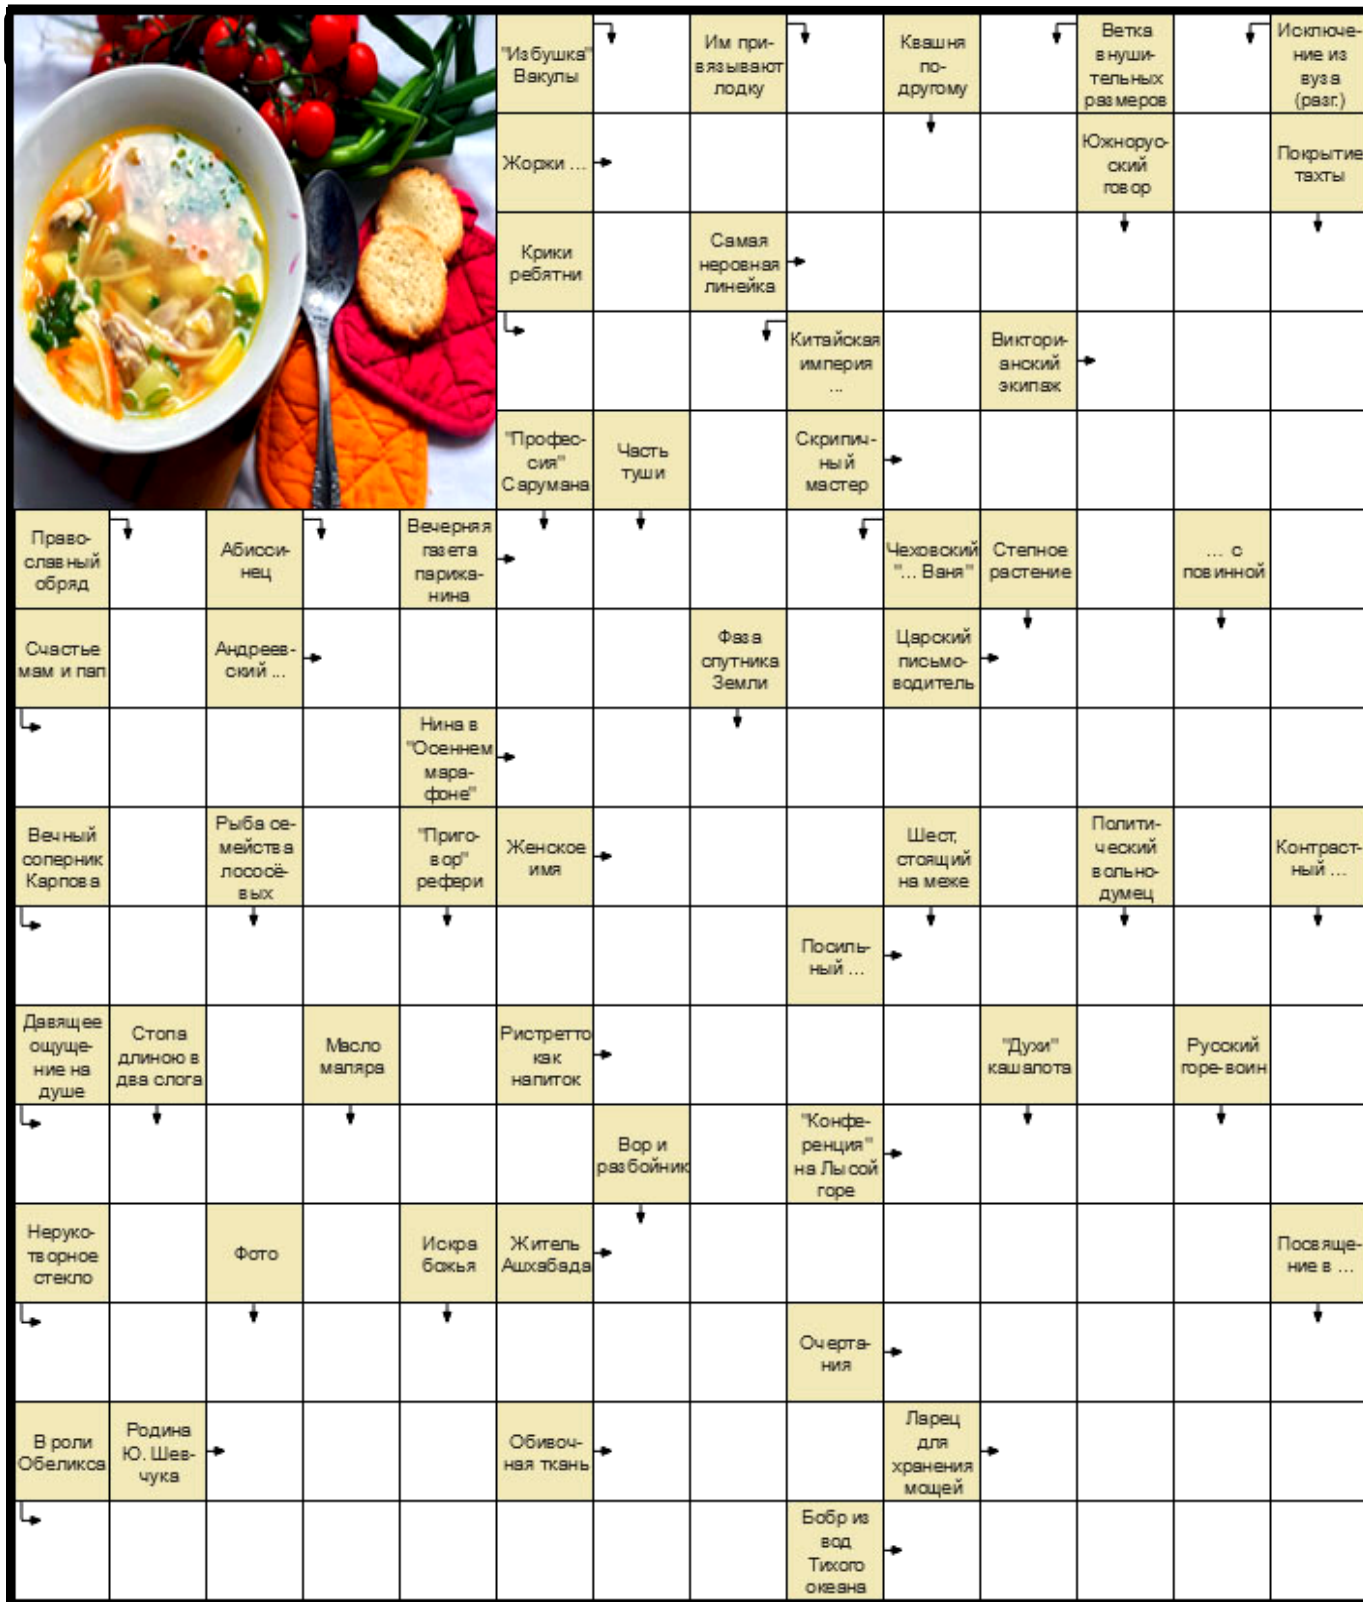 "Избушка"
Вакулы
Им при-
вязывают
лодку
Квашня
по-
другому
Ветка
внуши-
тельных
размеров
Исключе-
ние из
вуза
(разг.)
Жоржи ...
Южнорус-
ский
говор
Покрытие
тахты
Крики
ребятни
Самая
неровная
линейка
Китайская
империя
...
Викторі-
анский
экипаж
"Профес-
сия"
Сарумана
Часть
туши
Скрипич-
ный
мастер
Право-
славный
обряд
Абисси-
нец
Вечерняя
газета
парижа-
нина
Чеховский
"... Ваня"
Степное
растение
... с
повинной
Счастье
мам и пап
Андреев-
ский ...
Фаза
спутника
Земли
Царский
письмо-
водитель
Нина в
"Осеннем
мара-
фоне"
Вечный
соперник
Карпова
Рыба се-
мейства
лососё-
вых
"Приго-
вор"
рефери
Женское
имя
Шест,
стоящий
на меже
Полити-
ческий
вольно-
думец
Контраст-
ный ...
Посиль-
ный ...
Давящее
ощуще-
ние на
душе
Стопа
длиною в
два слога
Масло
маляра
Ристретто
как
напиток
"Духи"
кашалота
Русский
горе-воин
Вор и
разбойник
"Конфе-
ренция"
на Лысой
горе
Неруко-
творное
стекло
Фото
Искра
божья
Житель
Ашхабада
Посвяще-
ние в ...
Очерта-
ния
В роли
Обеликса
Родина
Ю. Шев-
чука
Обивоч-
ная ткань
Ларец
для
хранения
мощей
Бобр из
вод
Тихого
океана